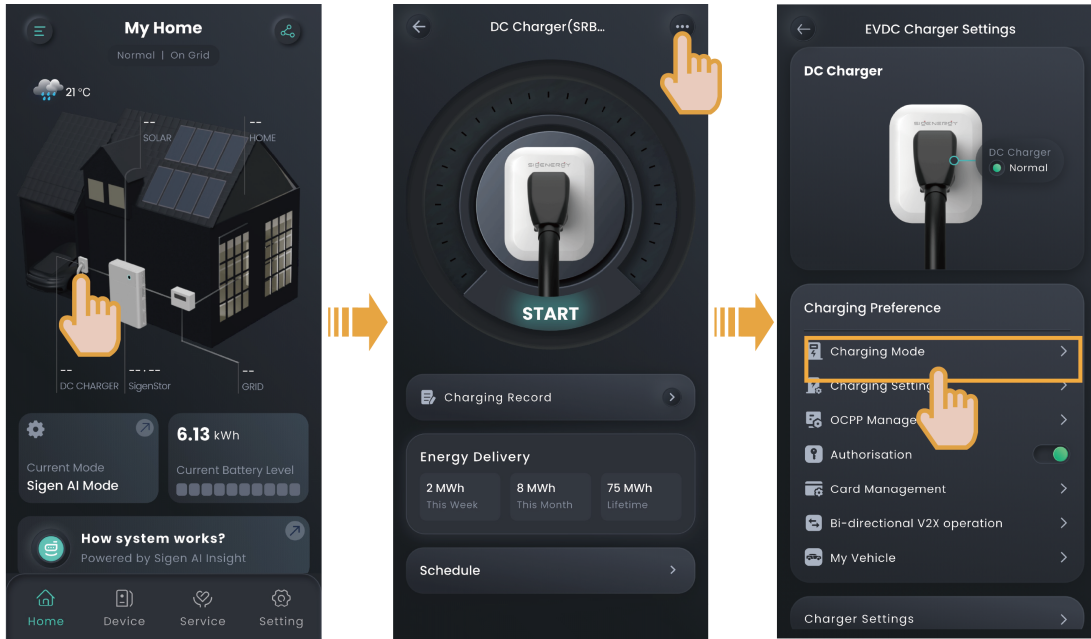 My Home
Normal | On Grid
21 °C
--
SOLAR
--
HOME
--
DC CHARGER
--.--
SigenStor
--
GRID
Current Mode
Sigen AI Mode
6.13 kWh
Current Battery Level
How system works?
Powered by Sigen AI Insight
Home
Device
Service
Setting
DC Charger(SRB...
SIGENERGY
START
Charging Record
Energy Delivery
2 MWh
This Week
8 MWh
This Month
75 MWh
Lifetime
Schedule
EVDC Charger Settings
DC Charger
SIGENERGY
DC Charger
Normal
Charging Preference
Charging Mode
Charging Setting
OCPP Manage
Authorisation
Card Management
Bi-directional V2X operation
My Vehicle
Charger Settings